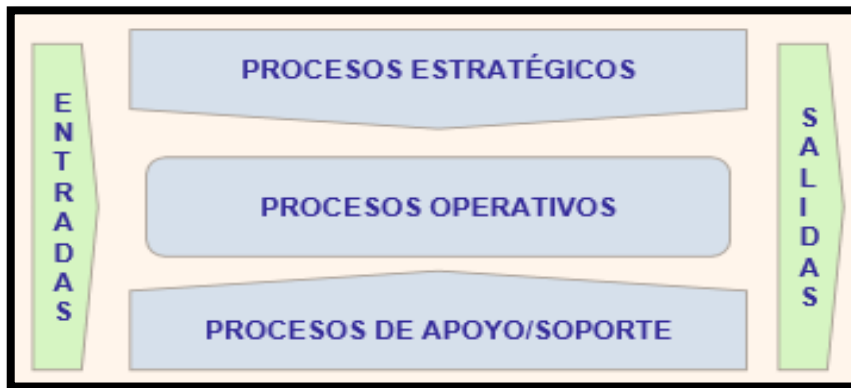 ENTRADAS
PROCESOS ESTRATÉGICOS
PROCESOS OPERATIVOS
PROCESOS DE APOYO/SOPORTE
SALIDAS